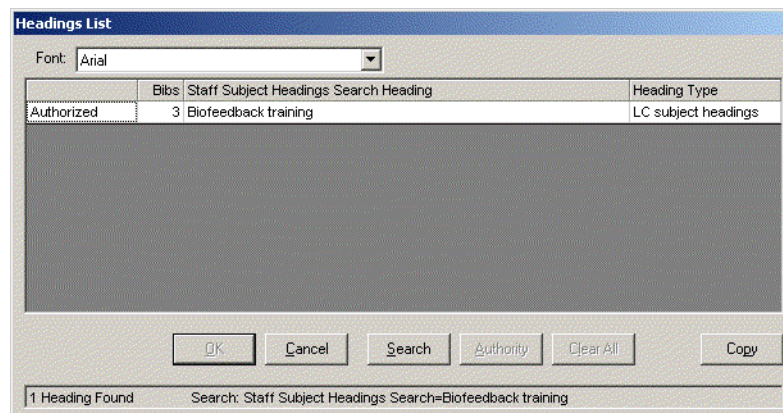 Headings List
Font: Arial
Bibs Staff Subject Headings Search Heading Heading Type
Authorized 3 Biofeedback training LC subject headings
OK Cancel Search Authority Clear All Copy
1 Heading Found Search: Staff Subject Headings Search=Biofeedback training